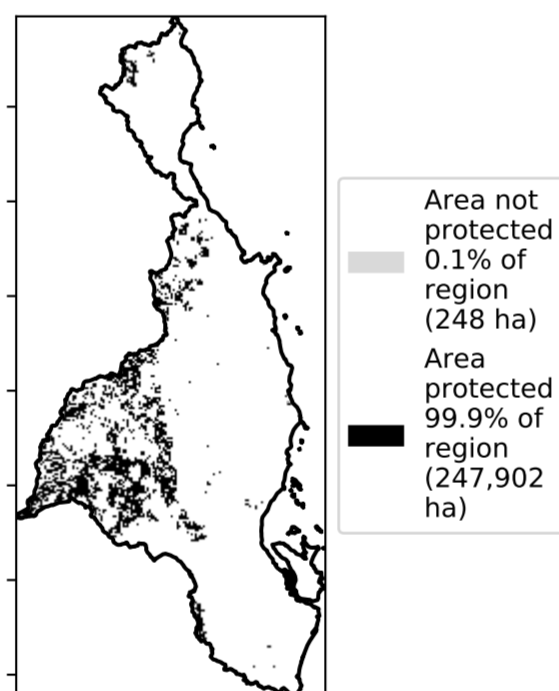 Area not
protected
0.1% of
region
(248 ha)
Area
protected
99.9% of
region
(247,902
ha)